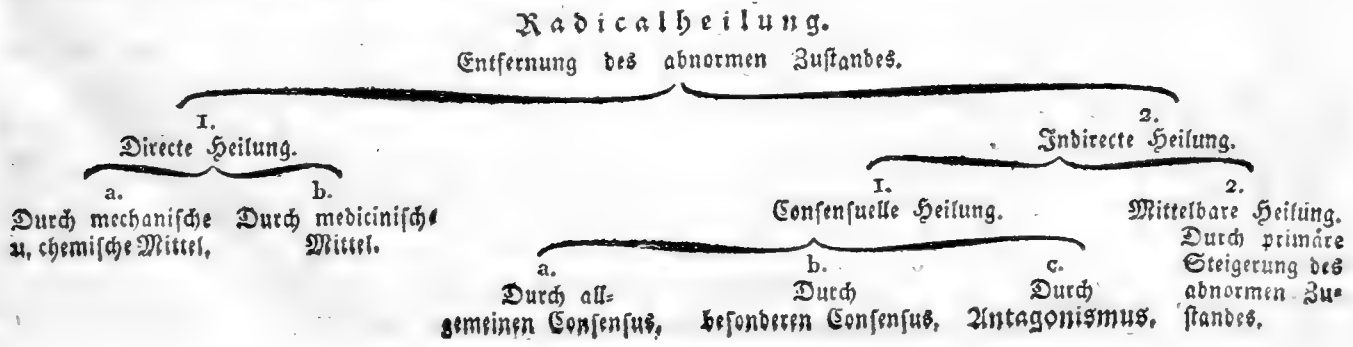 Radicalheilung.
Entfernung des abnormen Zustandes.
1.
Directe Heilung.
a.
Durch mechanische
u. chemische Mittel.
b.
Durch medicinische
Mittel.
2.
Indirecte Heilung.
1.
Consensuelle Heilung.
a.
Durch all=
gemeinen Consensus.
b.
Durch
besonderen Consensus.
c.
Durch
Antagonismus.
2.
Mittelbare Heilung.
Durch primäre
Steigerung des
abnormen Zu=
standes.